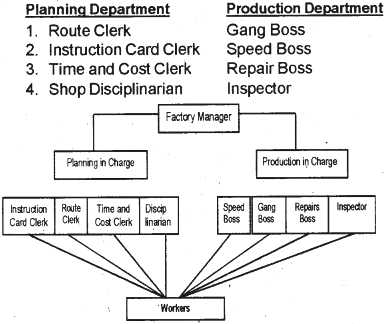 Planning Department Production Department
1. Route Clerk Gang Boss
2. Instruction Card Clerk Speed Boss
3. Time and Cost Clerk Repair Boss
4. Shop Disciplinarian Inspector
Factory Manager
Planning in Charge Production in Charge
Instruction Card Clerk
Route Clerk
Time and Cost Clerk
Discip linarian
Speed Boss
Gang Boss
Repairs Boss
Inspector
Workers